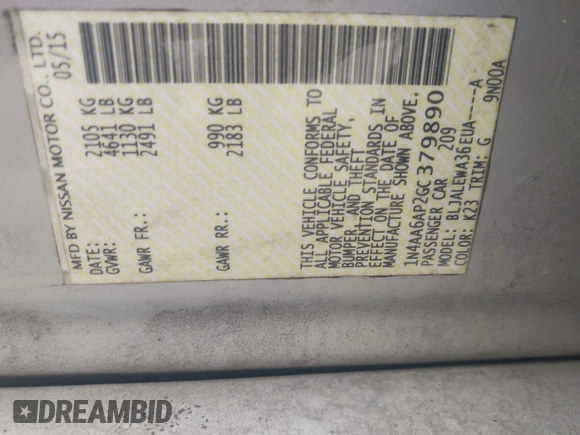 MFD BY NISSAN MOTOR CO., LTD.
DATE: 05/15
GVWR: 2105 KG
4641 LB
GAWR FR.: 1130 KG
2491 LB
GAWR RR.: 990 KG
2183 LB
THIS VEHICLE CONFORMS TO
ALL APPLICABLE FEDERAL
MOTOR VEHICLE SAFETY,
BUMPER, AND THEFT
PREVENTION STANDARDS IN
EFFECT ON THE DATE OF
MANUFACTURE SHOWN ABOVE.
1N4AA6AP2GC379890
PASSENGER CAR 209
MODEL: BLJALEWA36EUA-----A
COLOR: K23 TRIM: G 9N00A
DREAMBID